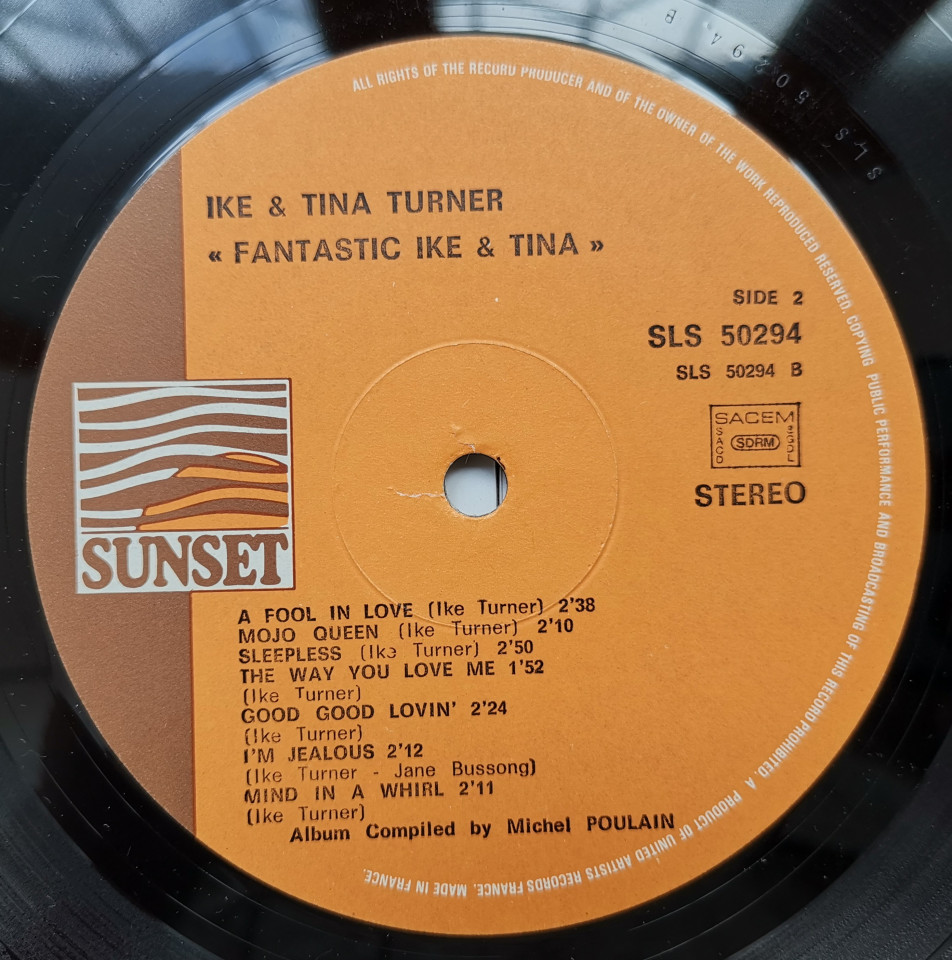 ALL RIGHTS OF THE RECORD PRODUCER AND OF THE OWNER OF THE WORK REPRODUCED RESERVED. COPYING PUBLIC PERFORMANCE AND BROADCASTING OF THIS RECORD PROHIBITED. A PRODUCT OF UNITED ARTISTS RECORDS FRANCE. MADE IN FRANCE.
SLS 50294.B
IKE & TINA TURNER
« FANTASTIC IKE & TINA »
SIDE 2
SLS 50294
SLS 50294 B
SACEM
SACD
SDRM
SGDL
STEREO
SUNSET
A FOOL IN LOVE (Ike Turner) 2'38
MOJO QUEEN (Ike Turner) 2'10
SLEEPLESS (Ike Turner) 2'50
THE WAY YOU LOVE ME 1'52
(Ike Turner)
GOOD GOOD LOVIN' 2'24
(Ike Turner)
I'M JEALOUS 2'12
(Ike Turner - Jane Bussong)
MIND IN A WHIRL 2'11
(Ike Turner)
Album Compiled by Michel POULAIN